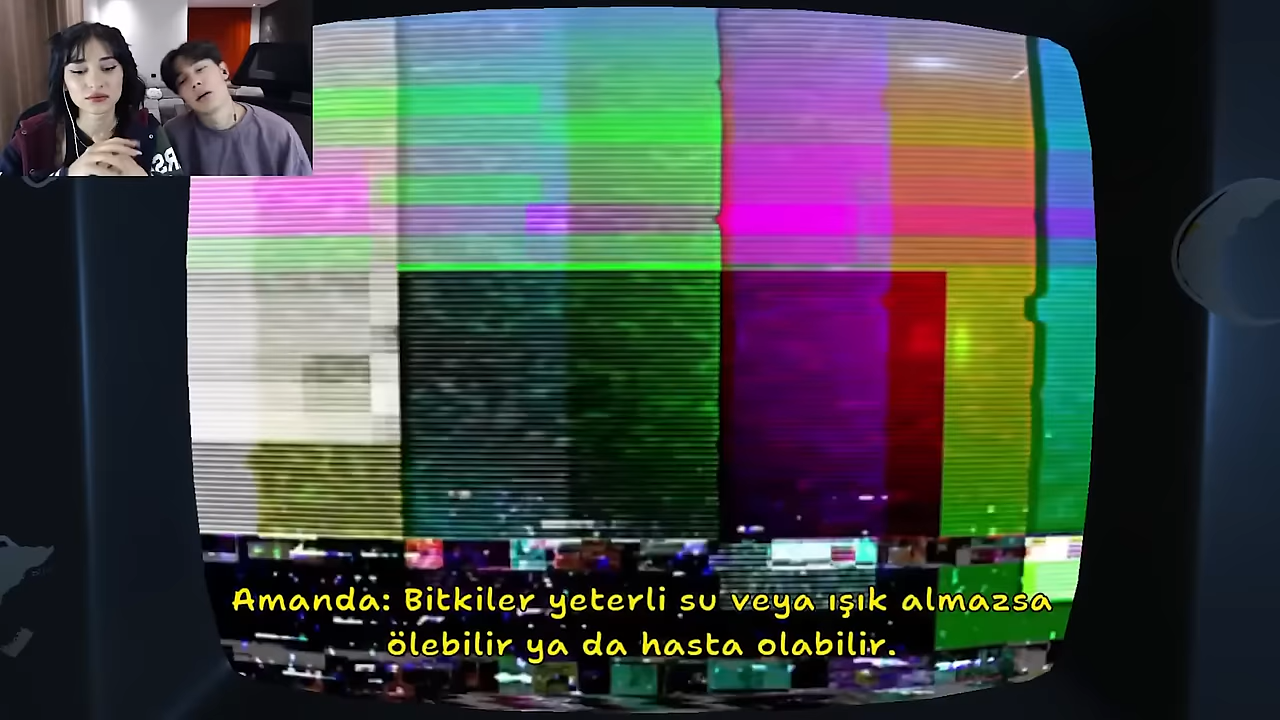 Amanda: Bitkiler yeterli su veya ışık almazsa
ölebilir ya da hasta olabilir.